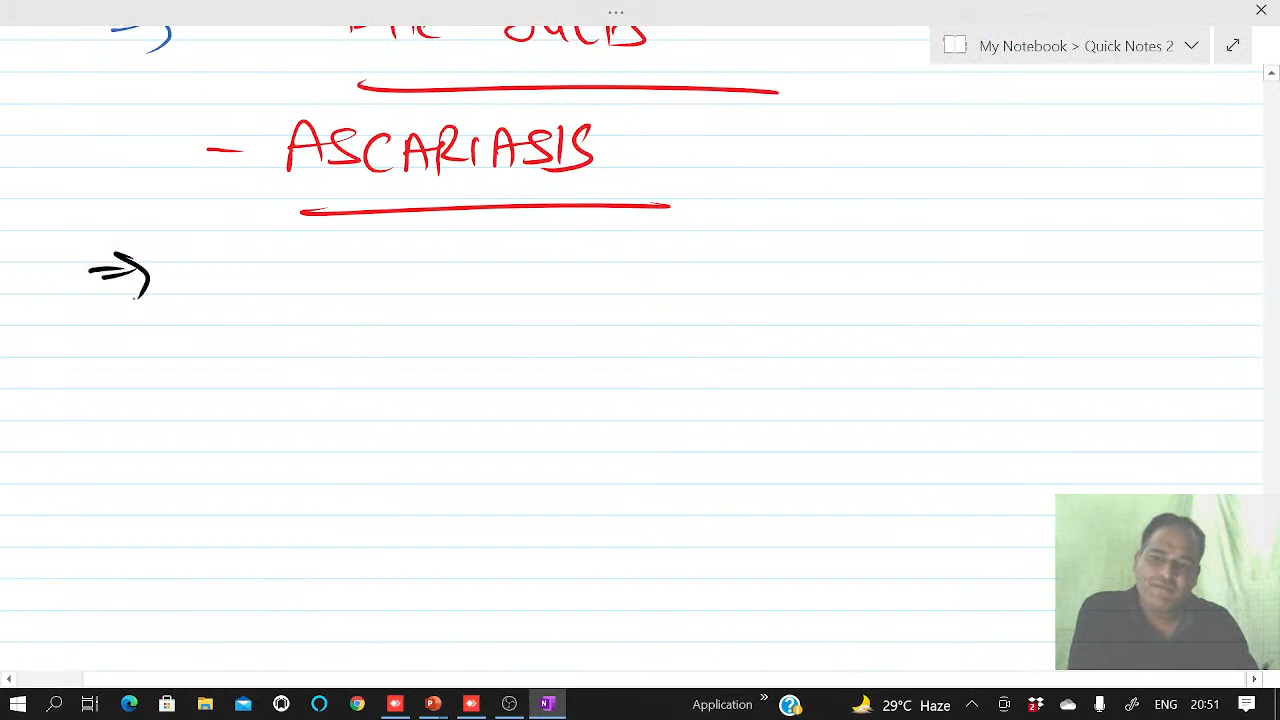 My Notebook > Quick Notes 2
- ASCARIASIS
Application
29°C Haze
ENG
20:51